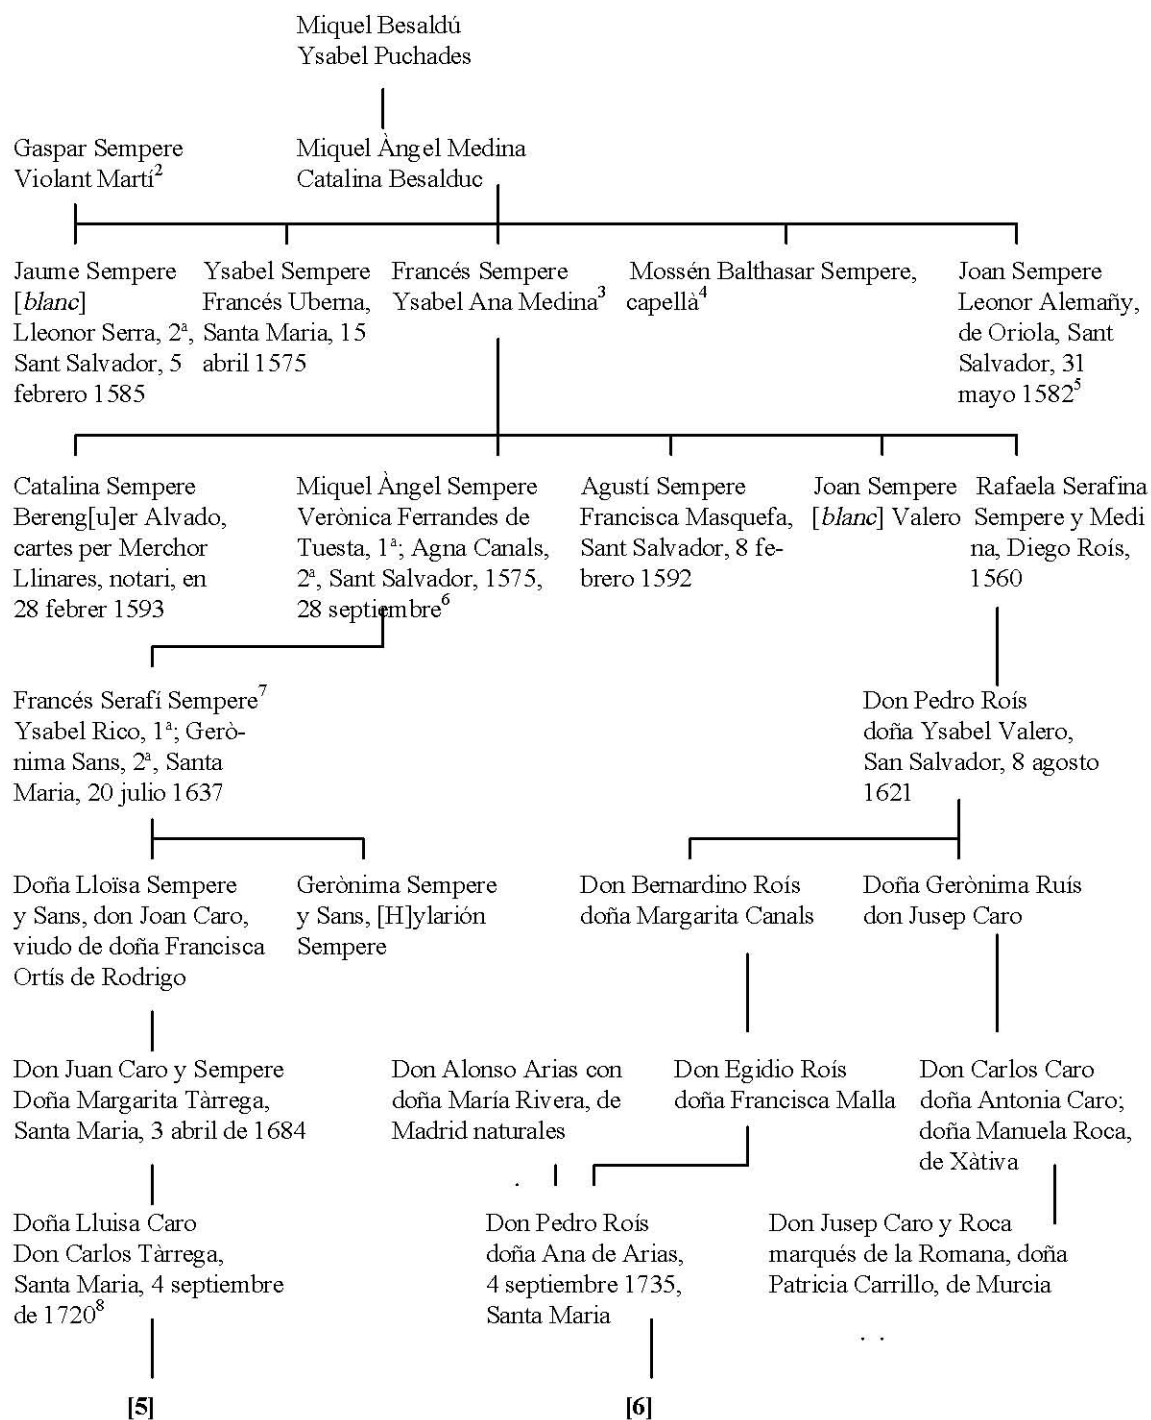 Miquel Besaldú
Ysabel Puchades
Gaspar Sempere
Violant Martí²
Miquel Àngel Medina
Catalina Besalduc
Jaume Sempere
[blanc]
Lleonor Serra, 2ª,
Sant Salvador, 5
febrero 1585
Ysabel Sempere
Francés Uberna,
Santa Maria, 15
abril 1575
Francés Sempere
Ysabel Ana Medina³
Mossén Balthasar Sempere,
capellà⁴
Joan Sempere
Leonor Alemañy,
de Oriola, Sant
Salvador, 31
mayo 1582⁵
Catalina Sempere
Bereng[u]er Alvado,
cartes per Merchor
Llinares, notari, en
28 febrer 1593
Miquel Àngel Sempere
Verònica Ferrandes de
Tuesta, 1ª; Agna Canals,
2ª, Sant Salvador, 1575,
28 septiembre⁶
Agustí Sempere
Francisca Masquefa,
Sant Salvador, 8 fe-
brero 1592
Joan Sempere
[blanc] Valero
Rafaela Serafina
Sempere y Medi
na, Diego Roís,
1560
Francés Serafí Sempere⁷
Ysabel Rico, 1ª; Gerò-
nima Sans, 2ª, Santa
Maria, 20 julio 1637
Don Pedro Roís
doña Ysabel Valero,
San Salvador, 8 agosto
1621
Doña Lloïsa Sempere
y Sans, don Joan Caro,
viudo de doña Francisca
Ortís de Rodrigo
Gerònima Sempere
y Sans, [H]ylarión
Sempere
Don Bernardino Roís
doña Margarita Canals
Doña Gerònima Ruís
don Jusep Caro
Don Juan Caro y Sempere
Doña Margarita Tàrrega,
Santa Maria, 3 abril de 1684
Don Alonso Arias con
doña María Rivera, de
Madrid naturales
Don Egidio Roís
doña Francisca Malla
Don Carlos Caro
doña Antonia Caro;
doña Manuela Roca,
de Xàtiva
Doña Lluisa Caro
Don Carlos Tàrrega,
Santa Maria, 4 septiembre
de 1720⁸
Don Pedro Roís
doña Ana de Arias,
4 septiembre 1735,
Santa Maria
Don Jusep Caro y Roca
marqués de la Romana, doña
Patricia Carrillo, de Murcia
[5]
[6]